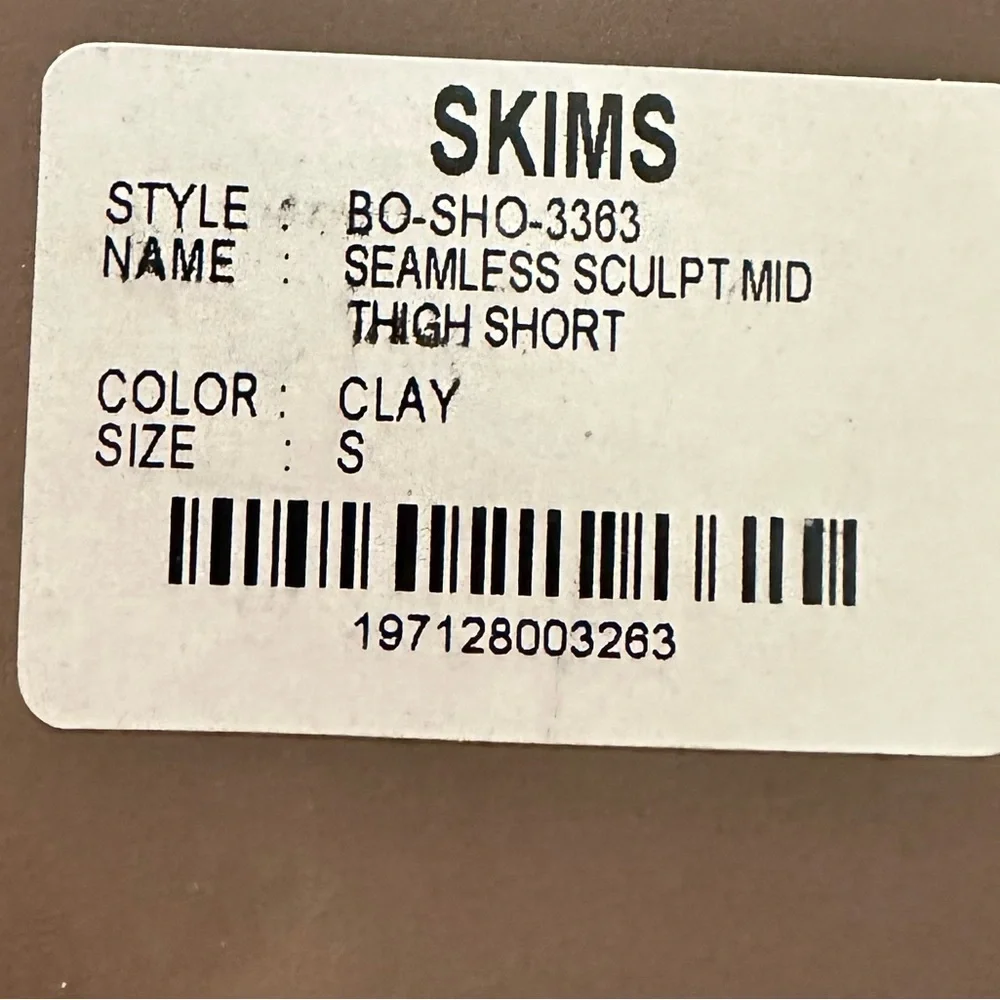 SKIMS
STYLE : BO-SHO-3363
NAME : SEAMLESS SCULPT MID
THIGH SHORT
COLOR : CLAY
SIZE : S
197128003263